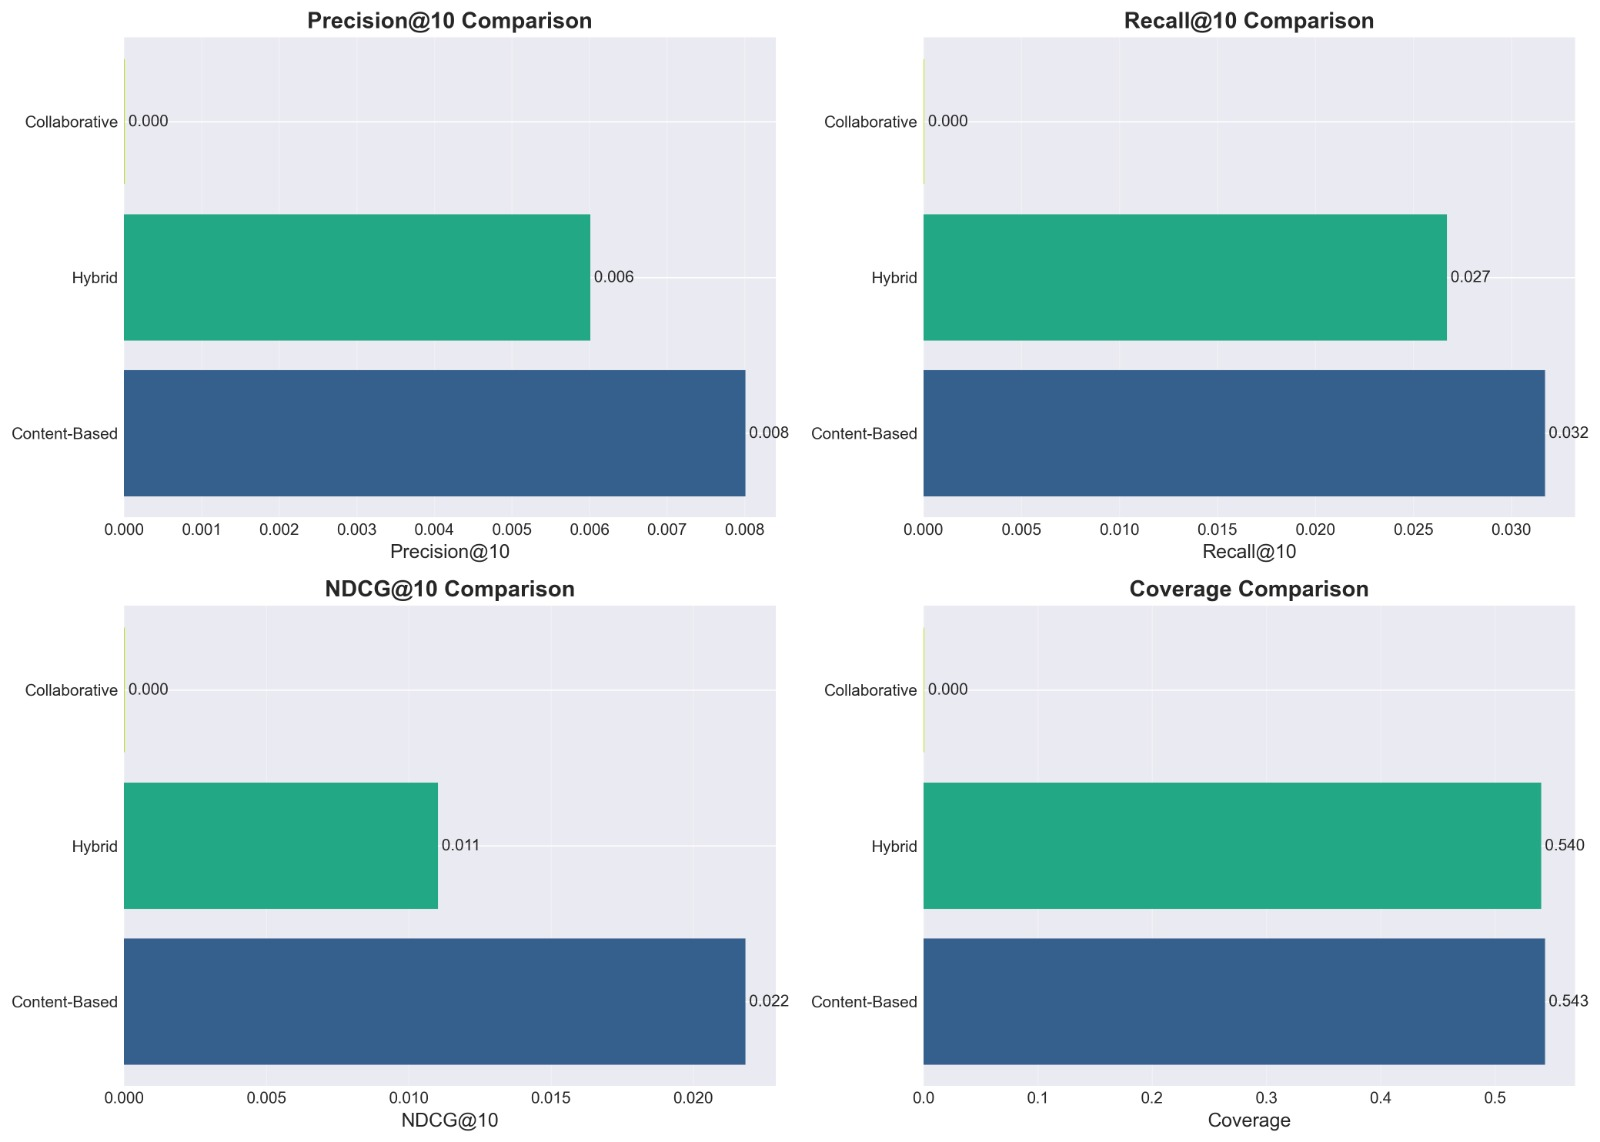 Precision@10 Comparison
Collaborative
0.000
Hybrid
0.006
Content-Based
0.008
0.000 0.001 0.002 0.003 0.004 0.005 0.006 0.007 0.008
Precision@10
Recall@10 Comparison
Collaborative
0.000
Hybrid
0.027
Content-Based
0.032
0.000 0.005 0.010 0.015 0.020 0.025 0.030
Recall@10
NDCG@10 Comparison
Collaborative
0.000
Hybrid
0.011
Content-Based
0.022
0.000 0.005 0.010 0.015 0.020
NDCG@10
Coverage Comparison
Collaborative
0.000
Hybrid
0.540
Content-Based
0.543
0.0 0.1 0.2 0.3 0.4 0.5
Coverage